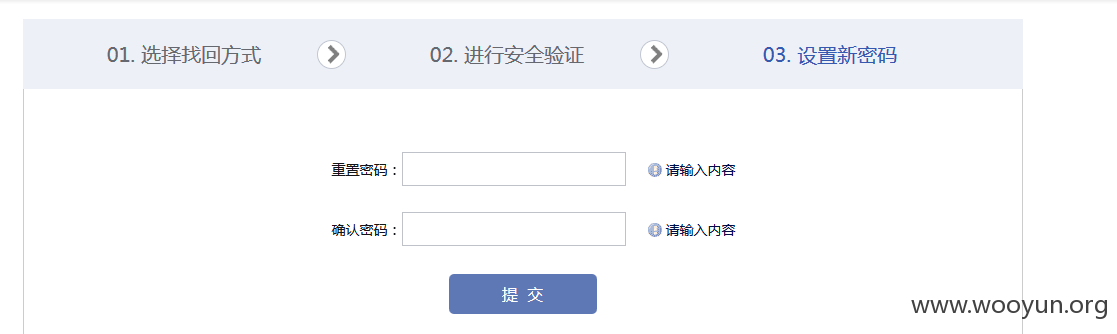 01. 选择找回方式 02. 进行安全验证 03. 设置新密码
重置密码： 请输入内容
确认密码： 请输入内容
提 交
www.wooyun.org